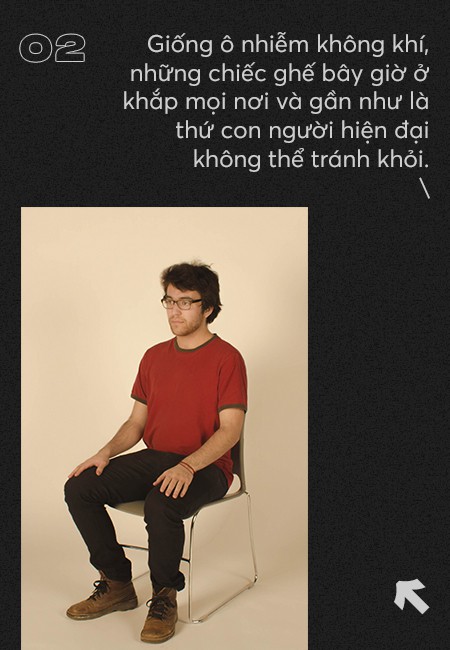 02
Giống ô nhiễm không khí,
những chiếc ghế bây giờ ở
khắp mọi nơi và gần như là
thứ con người hiện đại
không thể tránh khỏi.
\